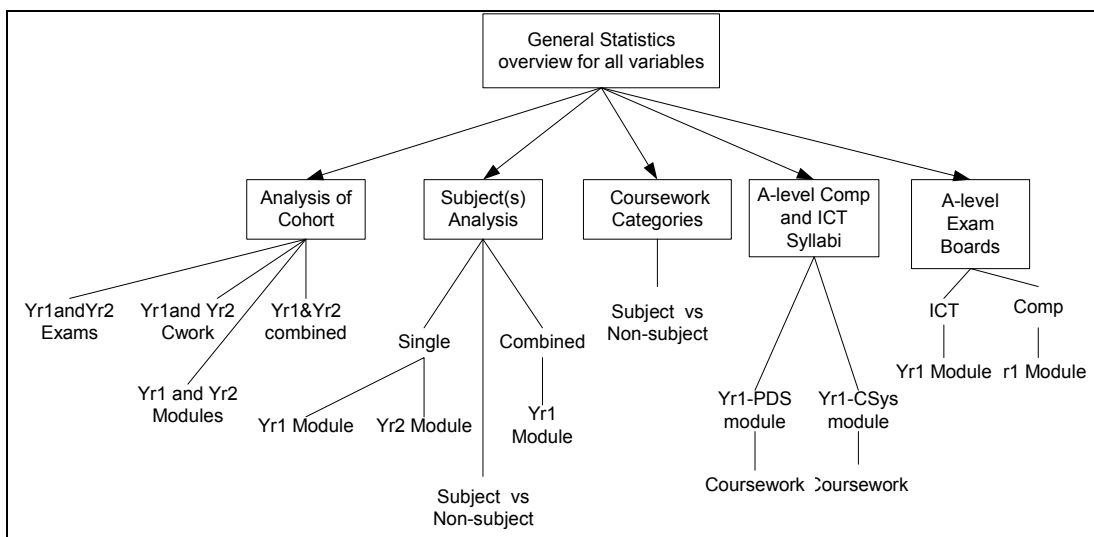 General Statistics
overview for all variables
Analysis of
Cohort
Subject(s)
Analysis
Coursework
Categories
A-level Comp
and ICT
Syllabi
A-level
Exam
Boards
Yr1andYr2
Exams
Yr1and Yr2
Cwork
Yr1&Yr2
combined
Yr1 and Yr2
Modules
Single
Combined
Yr1 Module
Yr2 Module
Yr1
Module
Subject vs
Non-subject
Subject vs
Non-subject
Yr1-PDS
module
Yr1-CSys
module
Coursework
Coursework
ICT
Comp
Yr1 Module
r1 Module